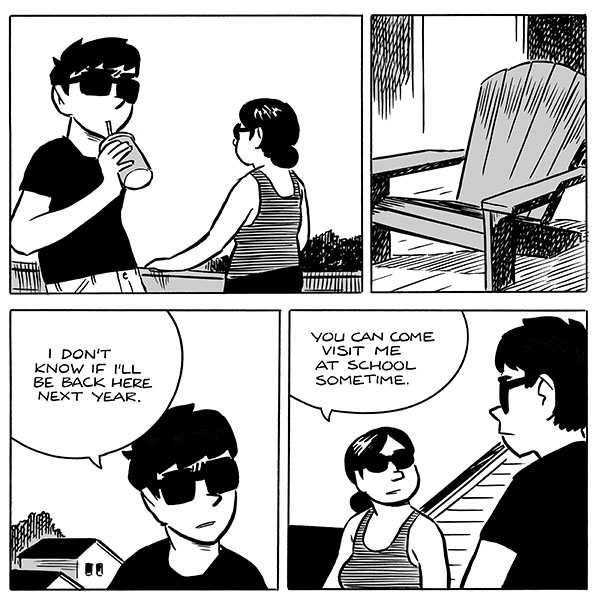 I DON'T
KNOW IF I'LL
BE BACK HERE
NEXT YEAR.
YOU CAN COME
VISIT ME
AT SCHOOL
SOMETIME.